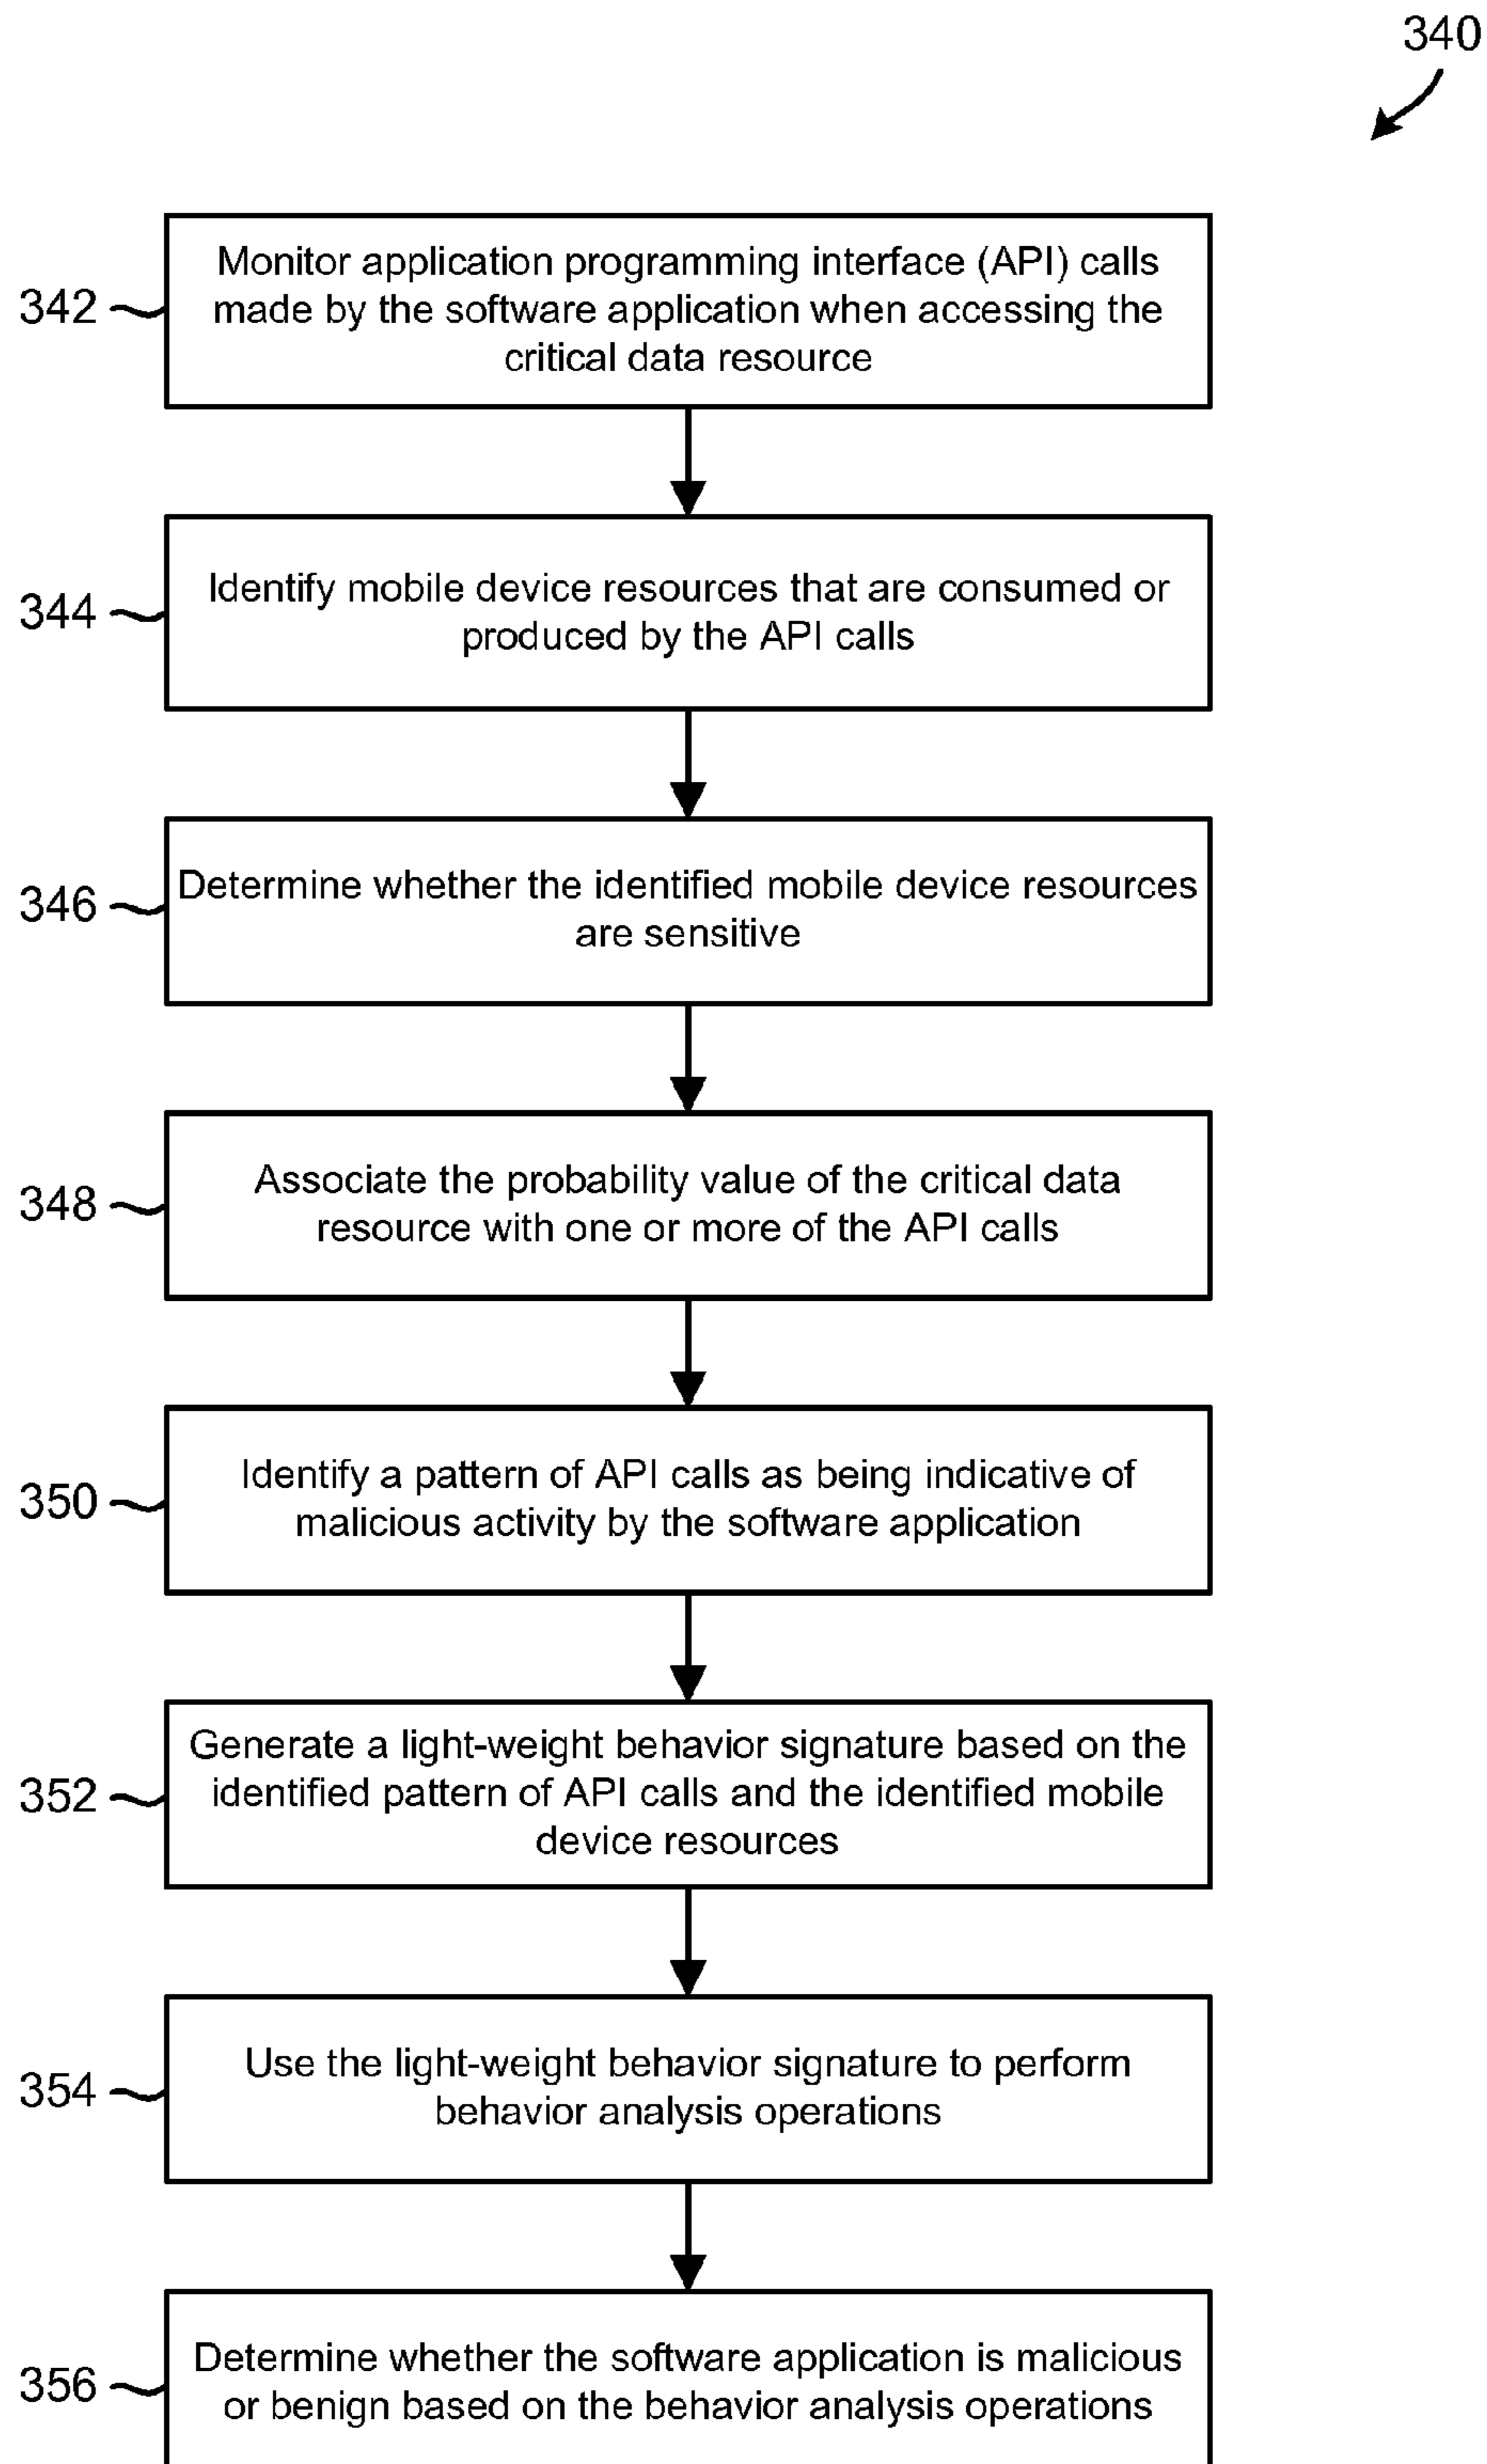 340
342
Monitor application programming interface (API) calls
made by the software application when accessing the
critical data resource
344
Identify mobile device resources that are consumed or
produced by the API calls
346
Determine whether the identified mobile device resources
are sensitive
348
Associate the probability value of the critical data
resource with one or more of the API calls
350
Identify a pattern of API calls as being indicative of
malicious activity by the software application
352
Generate a light-weight behavior signature based on the
identified pattern of API calls and the identified mobile
device resources
354
Use the light-weight behavior signature to perform
behavior analysis operations
356
Determine whether the software application is malicious
or benign based on the behavior analysis operations